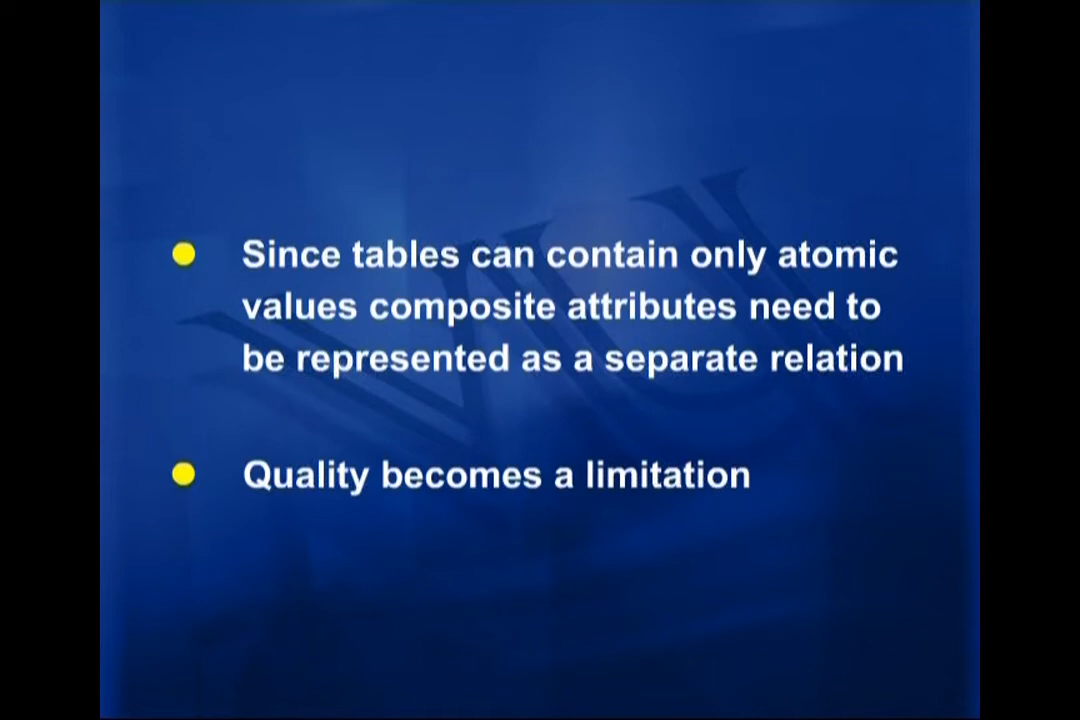 Since tables can contain only atomic
values composite attributes need to
be represented as a separate relation
Quality becomes a limitation
VU